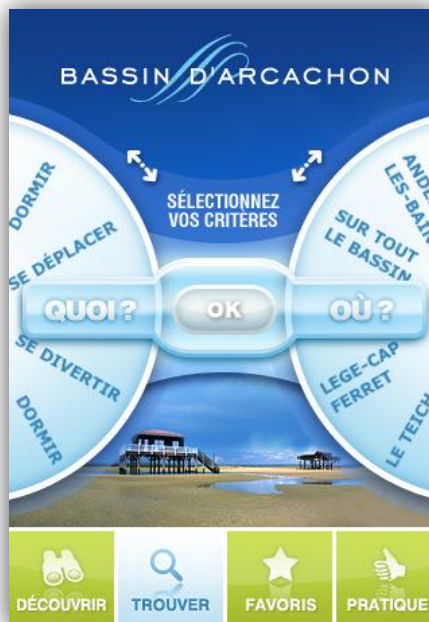 BASSIN D'ARCACHON
SÉLECTIONNEZ
VOS CRITÈRES
DORMIR
SE DÉPLACER
QUOI ?
SE DIVERTIR
DORMIR
OK
LES-BAIN
SUR TOUT
LE BASSIN
OÙ ?
LEGE-CAP
FERRET
LE TEICH
DÉCOUVRIR
TROUVER
FAVORIS
PRATIQUE